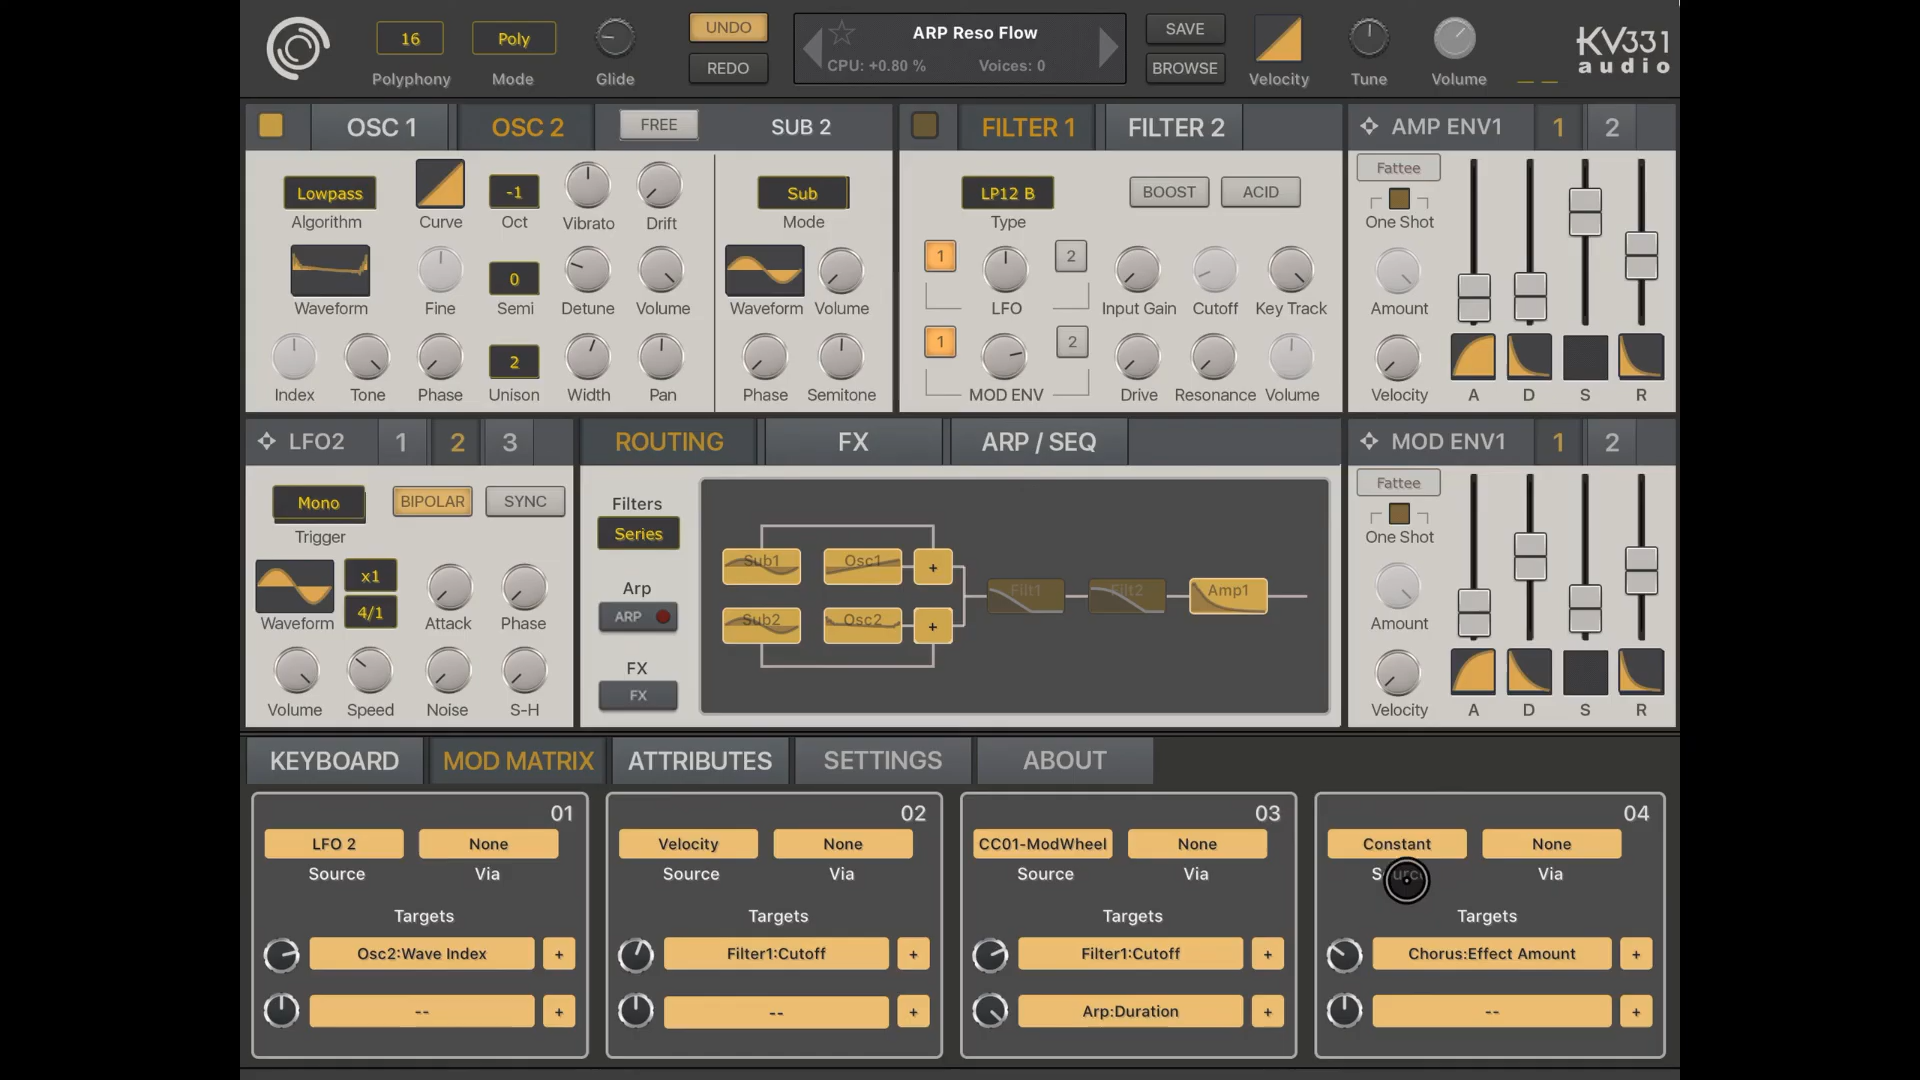 16
Poly
UNDO
ARP Reso Flow
SAVE
KV331
audio
Polyphony
Mode
Glide
REDO
CPU: +0.80 %
Voices: 0
BROWSE
Velocity
Tune
Volume
OSC 1
OSC 2
FREE
SUB 2
FILTER 1
FILTER 2
AMP ENV1
1
2
Lowpass
-1
Sub
LP12 B
BOOST
ACID
Fattee
Algorithm
Curve
Oct
Vibrato
Drift
Mode
Type
One Shot
1
2
0
Waveform
Fine
Semi
Detune
Volume
Waveform
Volume
LFO
Input Gain
Cutoff
Key Track
Amount
1
2
2
Index
Tone
Phase
Unison
Width
Pan
Phase
Semitone
MOD ENV
Drive
Resonance
Volume
Velocity
A
D
S
R
LFO2
1
2
3
ROUTING
FX
ARP / SEQ
MOD ENV1
1
2
Mono
BIPOLAR
SYNC
Trigger
Filters
Series
Fattee
One Shot
x1
4/1
Waveform
Attack
Phase
Arp
ARP
Sub1
Osc1
+
Filt1
Filt2
Amp1
Sub2
Osc2
+
Amount
Volume
Speed
Noise
S-H
FX
FX
Velocity
A
D
S
R
KEYBOARD
MOD MATRIX
ATTRIBUTES
SETTINGS
ABOUT
01
02
03
04
LFO 2
None
Velocity
None
CC01-ModWheel
None
Constant
None
Source
Via
Source
Via
Source
Via
Source
Via
Targets
Targets
Targets
Targets
Osc2:Wave Index
+
Filter1:Cutoff
+
Filter1:Cutoff
+
Chorus:Effect Amount
+
--
+
--
+
Arp:Duration
+
--
+